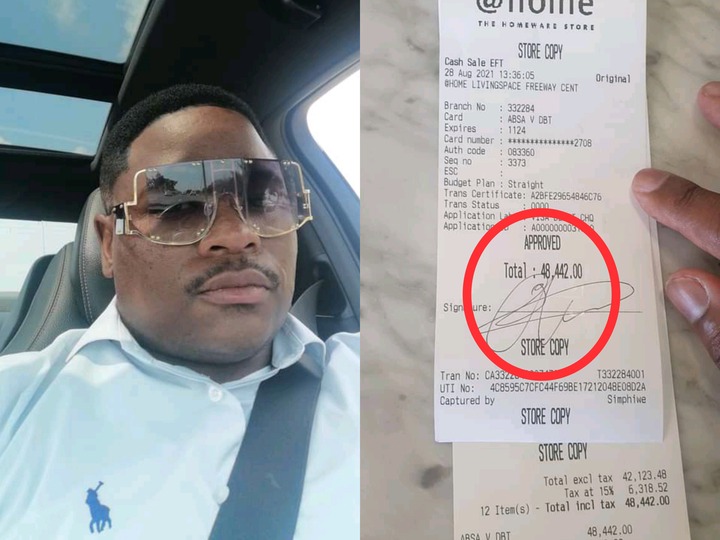 @home
THE HOMEWARE STORE
STORE COPY
Cash Sale EFT
28 Aug 2021 13:36:05 Original
@HOME LIVINGSPACE FREEWAY CENT
Branch No : 332284
Card : ABSA V DBT
Expires : 1124
Card number : ***************2708
Auth code : 083360
Seq no : 3373
ESC :
Budget Plan : Straight
Trans Certificate: A2BFE29654846C76
Trans Status : 0000
Application
CHQ
Application
APPROVED
Total : 48,442.00
Signature:
STORE COPY
Tran No: T332284001
UTI No: 4C8595C7CFC44F69BE17212048E08D2A
Captured by Simphiwe
STORE COPY
STORE COPY
Total excl tax 42,123.48
Tax at 15% 6,318.52
12 Item(s) - Total incl tax 48,442.00
ABSA V DBT 48,442.00